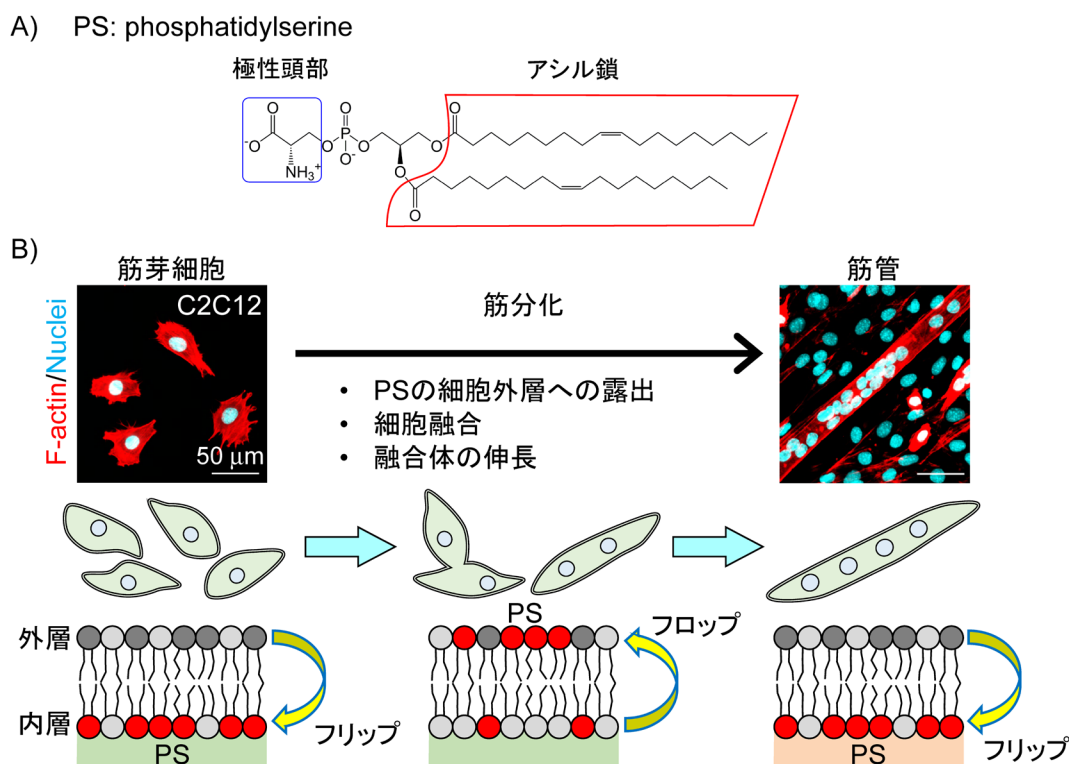 A) PS: phosphatidylserine
極性頭部
アシル鎖
O
O
O
-O
O
P
O
O
NH3+
O-
O
O
B)
筋芽細胞
筋管
F-actin/Nuclei
C2C12
50 μm
筋分化
• PSの細胞外層への露出
• 細胞融合
• 融合体の伸長
外層
内層
PS
フリップ
PS
フロップ
PS
フリップ